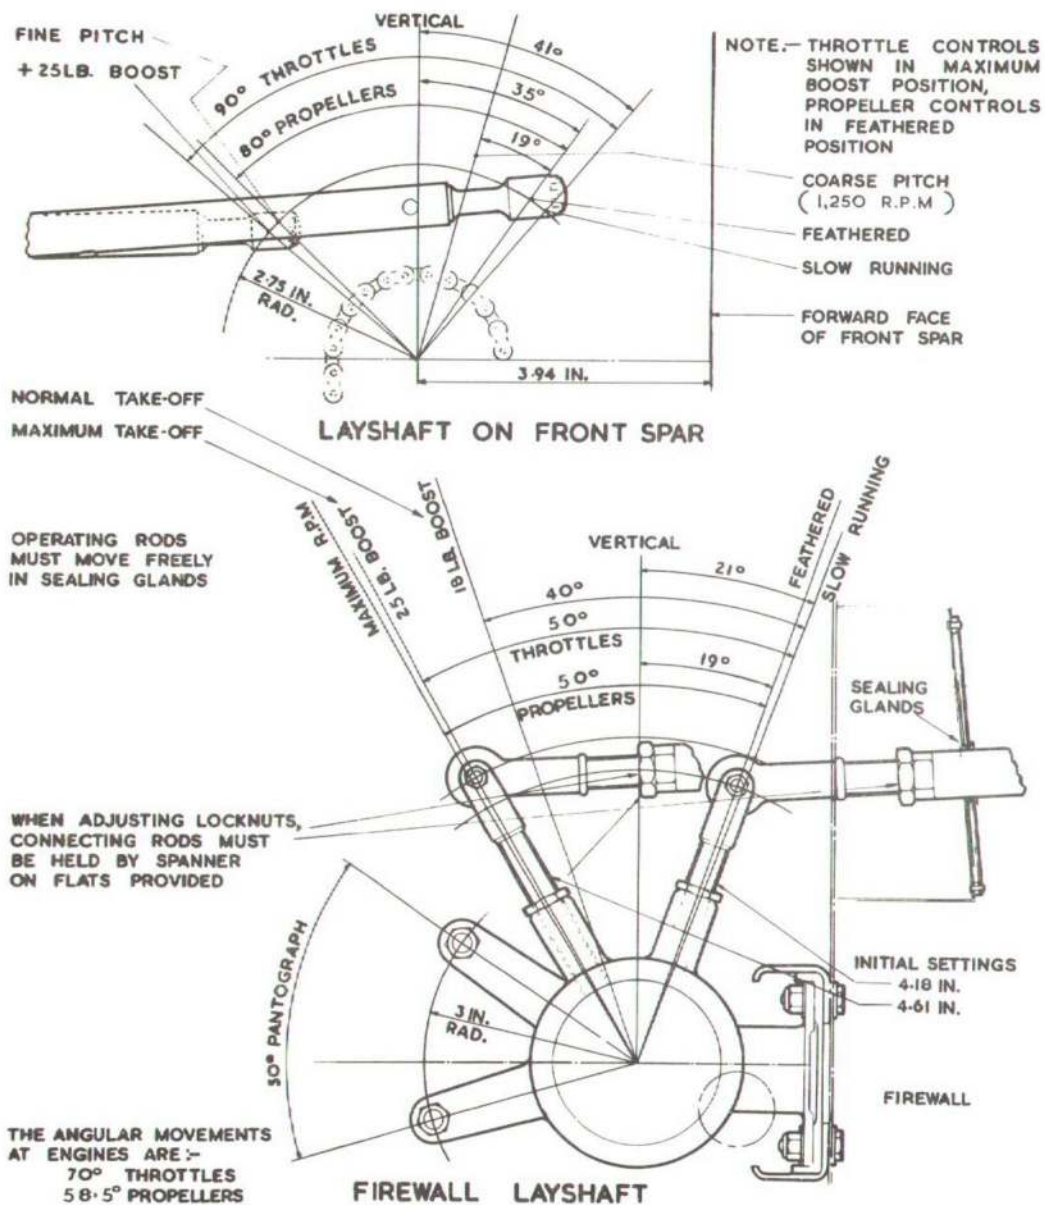 FINE PITCH
+ 25LB. BOOST
VERTICAL
90° THROTTLES
80° PROPELLERS
41°
35°
19°
NOTE:— THROTTLE CONTROLS
SHOWN IN MAXIMUM
BOOST POSITION,
PROPELLER CONTROLS
IN FEATHERED
POSITION
COARSE PITCH
( 1,250 R.P.M )
FEATHERED
SLOW RUNNING
FORWARD FACE
OF FRONT SPAR
2·75 IN.
RAD.
3·94 IN.
LAYSHAFT ON FRONT SPAR
NORMAL TAKE-OFF
MAXIMUM TAKE-OFF
OPERATING RODS
MUST MOVE FREELY
IN SEALING GLANDS
MAXIMUM R.P.M
25 LB. BOOST
18 LB. BOOST
VERTICAL
FEATHERED
SLOW RUNNING
21°
40°
50°
THROTTLES
19°
50°
PROPELLERS
SEALING
GLANDS
WHEN ADJUSTING LOCKNUTS,
CONNECTING RODS MUST
BE HELD BY SPANNER
ON FLATS PROVIDED
50° PANTOGRAPH
3 IN.
RAD.
INITIAL SETTINGS
4·18 IN.
4·61 IN.
FIREWALL
THE ANGULAR MOVEMENTS
AT ENGINES ARE :-
70° THROTTLES
58·5° PROPELLERS
FIREWALL LAYSHAFT